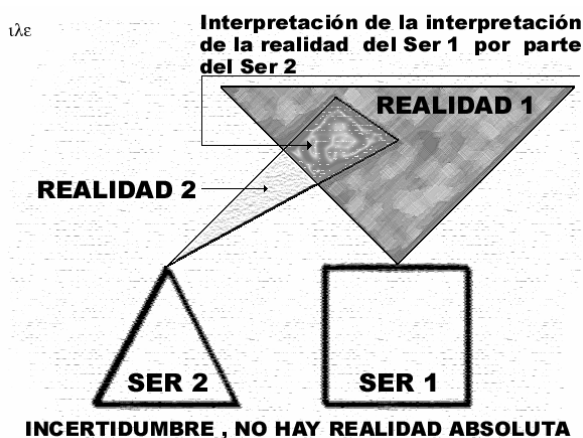 ιλε
Interpretación de la interpretación
de la realidad del Ser 1 por parte
del Ser 2
REALIDAD 1
REALIDAD 2
SER 2
SER 1
INCERTIDUMBRE , NO HAY REALIDAD ABSOLUTA